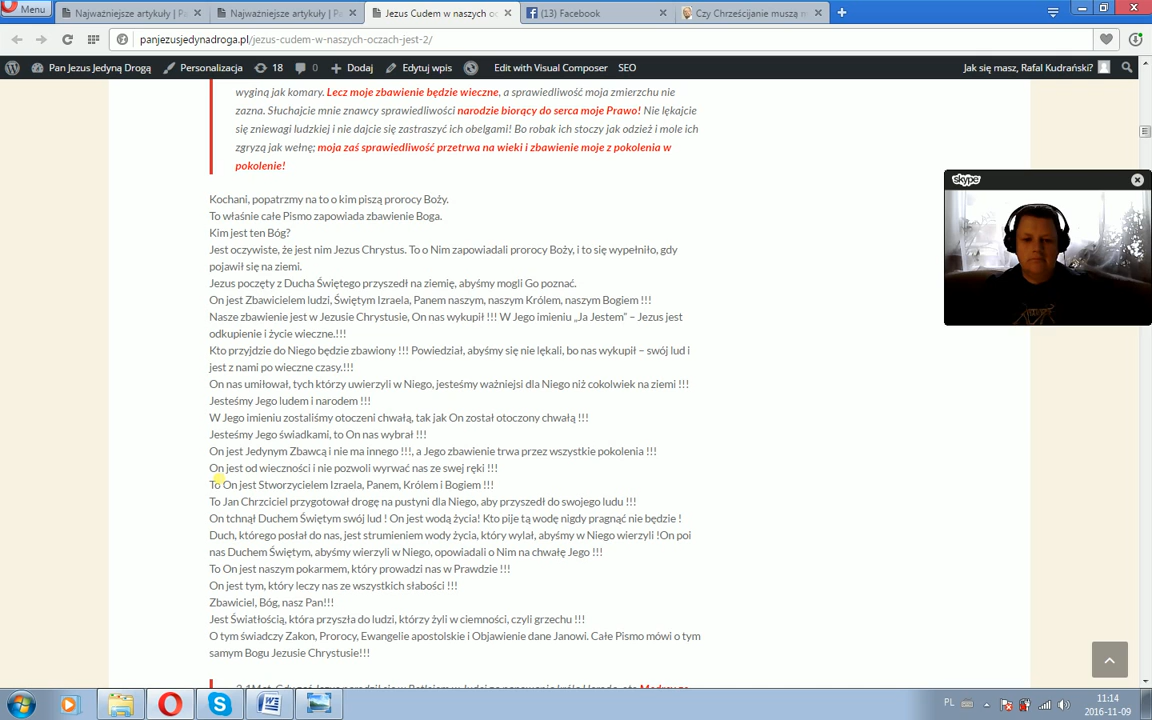 Menu
Najważniejsze artykuły | Pa
Najważniejsze artykuły | Pa
Jezus Cudem w naszych oc
(13) Facebook
Czy Chrześcijanie muszą m
panjezusjedynadroga.pl/jezus-cudem-w-naszych-oczach-jest-2/
Pan Jezus Jedyną Drogą
Personalizacja
18
Dodaj
Edytuj wpis
Edit with Visual Composer
SEO
Jak się masz, Rafal Kudrański?
wyginą jak komary. Lecz moje zbawienie będzie wieczne, a sprawiedliwość moja zmierzchu nie
zazna. Słuchajcie mnie znawcy sprawiedliwości narodzie biorący do serca moje Prawo! Nie lękajcie
się zniewagi ludzkiej i nie dajcie się zastraszyć ich obelgami! Bo robak ich stoczy jak odzież i mole ich
zgryzą jak wełnę; moja zaś sprawiedliwość przetrwa na wieki i zbawienie moje z pokolenia w
pokolenie!
Kochani, popatrzmy na to o kim piszą prorocy Boży.
To właśnie całe Pismo zapowiada zbawienie Boga.
Kim jest ten Bóg?
Jest oczywiste, że jest nim Jezus Chrystus. To o Nim zapowiadali prorocy Boży, i to się wypełniło, gdy
pojawił się na ziemi.
Jezus poczęty z Ducha Świętego przyszedł na ziemię, abyśmy mogli Go poznać.
On jest Zbawicielem ludzi, Świętym Izraela, Panem naszym, naszym Królem, naszym Bogiem !!!
Nasze zbawienie jest w Jezusie Chrystusie, On nas wykupił !!! W Jego imieniu „Ja Jestem" – Jezus jest
odkupienie i życie wieczne.!!!
Kto przyjdzie do Niego będzie zbawiony !!! Powiedział, abyśmy się nie lękali, bo nas wykupił – swój lud i
jest z nami po wieczne czasy.!!!
On nas umiłował, tych którzy uwierzyli w Niego, jesteśmy ważniejsi dla Niego niż cokolwiek na ziemi !!!
Jesteśmy Jego ludem i narodem !!!
W Jego imieniu zostaliśmy otoczeni chwałą, tak jak On został otoczony chwałą !!!
Jesteśmy Jego świadkami, to On nas wybrał !!!
On jest Jedynym Zbawcą i nie ma innego !!!, a Jego zbawienie trwa przez wszystkie pokolenia !!!
On jest od wieczności i nie pozwoli wyrwać nas ze swej ręki !!!
To On jest Stworzycielem Izraela, Panem, Królem i Bogiem !!!
To Jan Chrzciciel przygotował drogę na pustyni dla Niego, aby przyszedł do swojego ludu !!!
On tchnął Duchem Świętym swój lud ! On jest wodą życia! Kto pije tą wodę nigdy pragnąć nie będzie !
Duch, którego posłał do nas, jest strumieniem wody życia, który wylał, abyśmy w Niego wierzyli !On poi
nas Duchem Świętym, abyśmy wierzyli w Niego, opowiadali o Nim na chwałę Jego !!!
To On jest naszym pokarmem, który prowadzi nas w Prawdzie !!!
On jest tym, który leczy nas ze wszystkich słabości !!!
Zbawiciel, Bóg, nasz Pan!!!
Jest Światłością, która przyszła do ludzi, którzy żyli w ciemności, czyli grzechu !!!
O tym świadczy Zakon, Prorocy, Ewangelie apostolskie i Objawienie dane Janowi. Całe Pismo mówi o tym
samym Bogu Jezusie Chrystusie!!!
skype
PL
11:14
2016-11-09